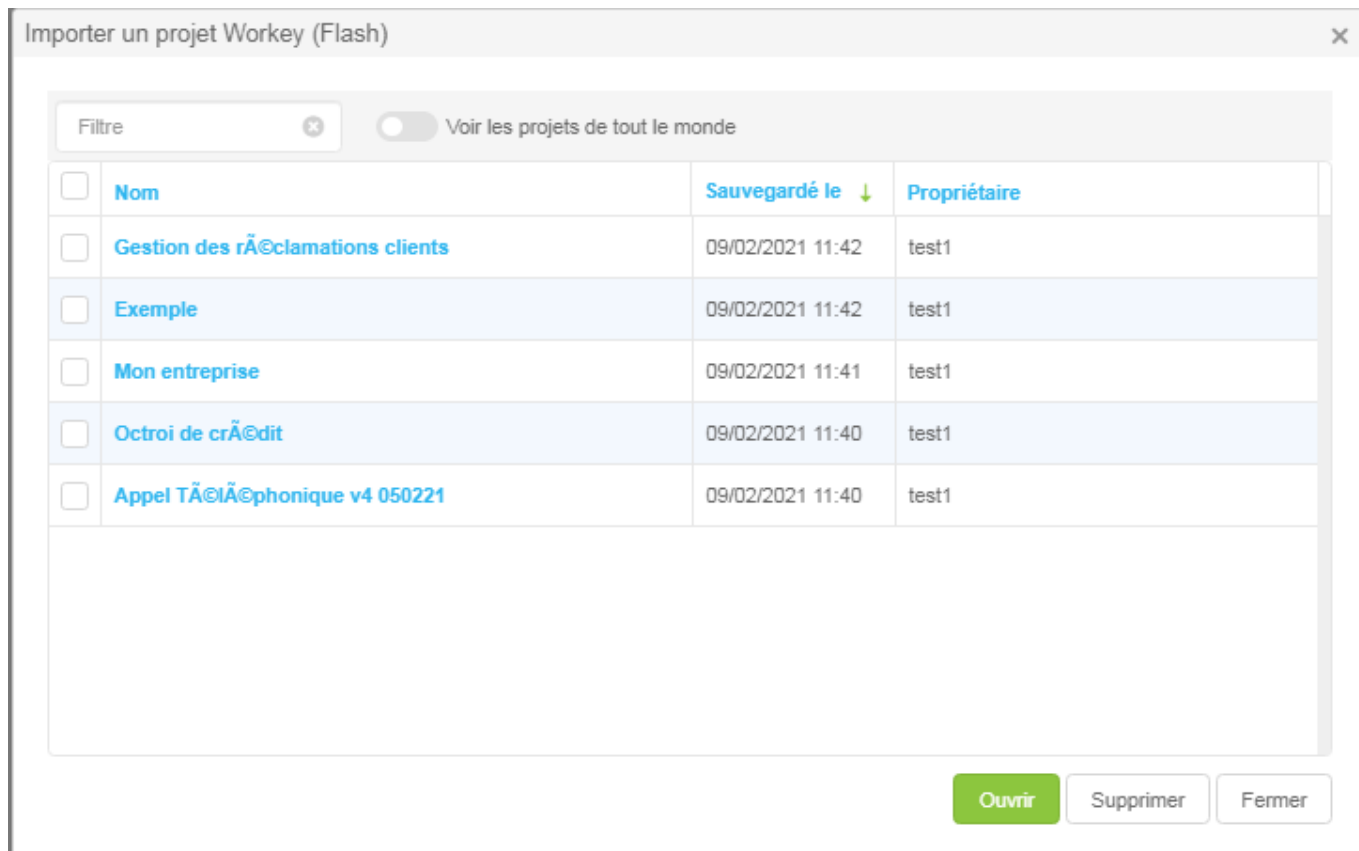 Importer un projet Workey (Flash)
Filtre Voir les projets de tout le monde
Nom Sauvegardé le ↓ Propriétaire
Gestion des rÃ©clamations clients 09/02/2021 11:42 test1
Exemple 09/02/2021 11:42 test1
Mon entreprise 09/02/2021 11:41 test1
Octroi de crÃ©dit 09/02/2021 11:40 test1
Appel TÃ©lÃ©phonique v4 050221 09/02/2021 11:40 test1
Ouvrir Supprimer Fermer